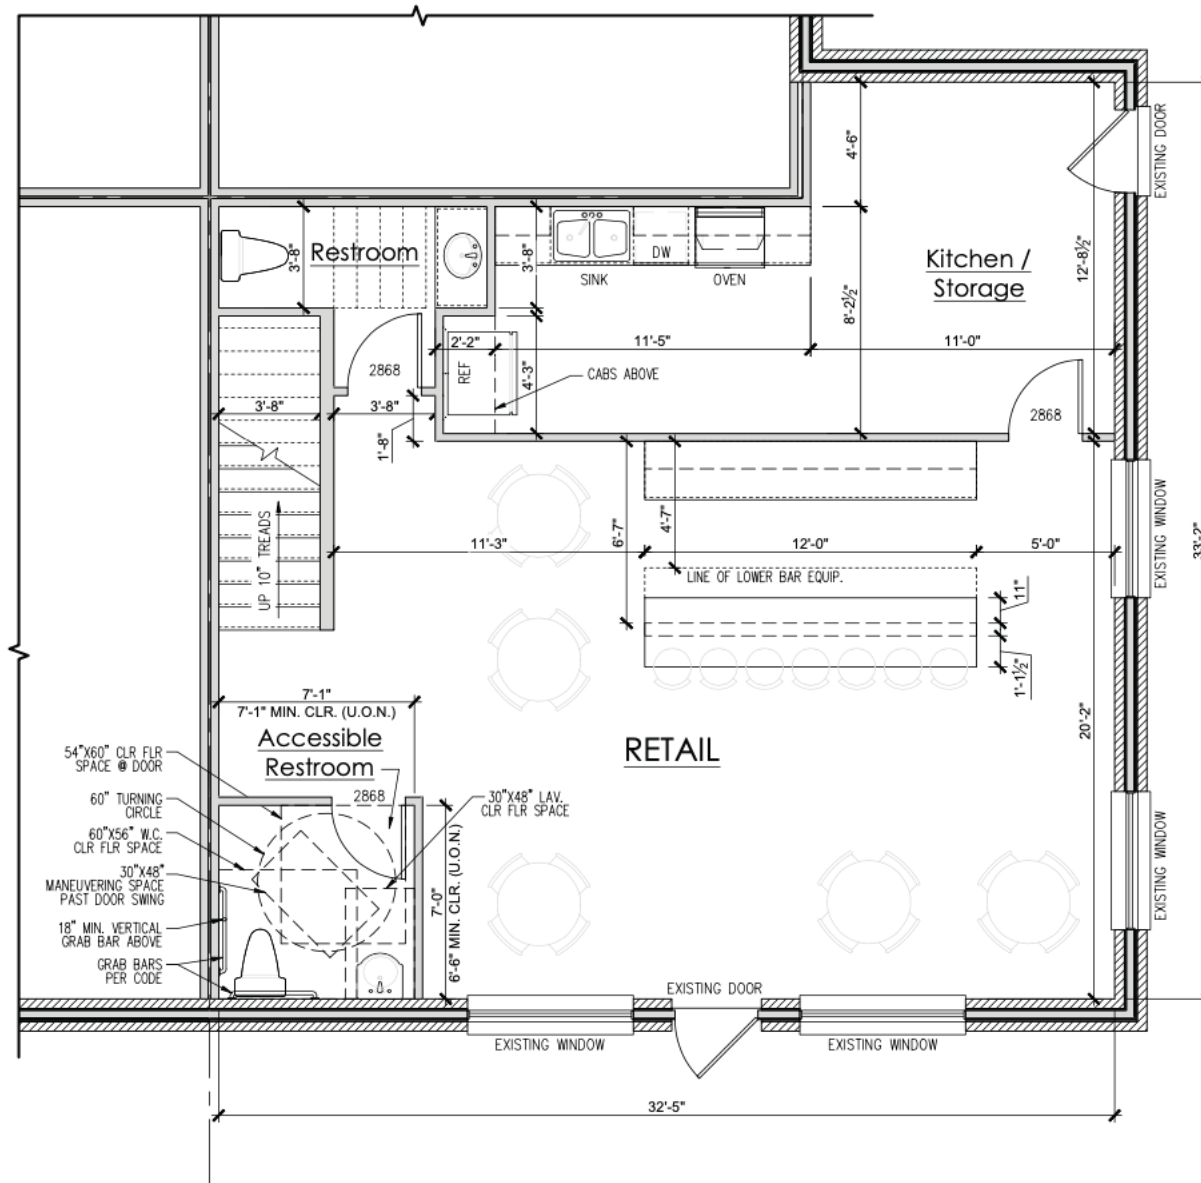 EXISTING DOOR
4'-6"
Restroom
3'-8"
3'-8"
SINK
DW
OVEN
8'-2½"
Kitchen /
Storage
12'-8½"
2'-2"
11'-5"
11'-0"
REF
4'-3"
CABS ABOVE
2868
2868
3'-8"
3'-8"
1'-8"
UP 10" TREADS
6'-7"
4'-7"
11'-3"
12'-0"
5'-0"
EXISTING WINDOW
33'-2"
LINE OF LOWER BAR EQUIP.
11"
1'-1½"
20'-2"
7'-1"
7'-1" MIN. CLR. (U.O.N.)
Accessible
Restroom
RETAIL
54"X60" CLR FLR
SPACE @ DOOR
60" TURNING
CIRCLE
60"X56" W.C.
CLR FLR SPACE
30"X48"
MANEUVERING SPACE
PAST DOOR SWING
18" MIN. VERTICAL
GRAB BAR ABOVE
GRAB BARS
PER CODE
2868
30"X48" LAV.
CLR FLR SPACE
7'-0"
6'-6" MIN. CLR. (U.O.N.)
EXISTING WINDOW
EXISTING DOOR
EXISTING WINDOW
EXISTING WINDOW
32'-5"